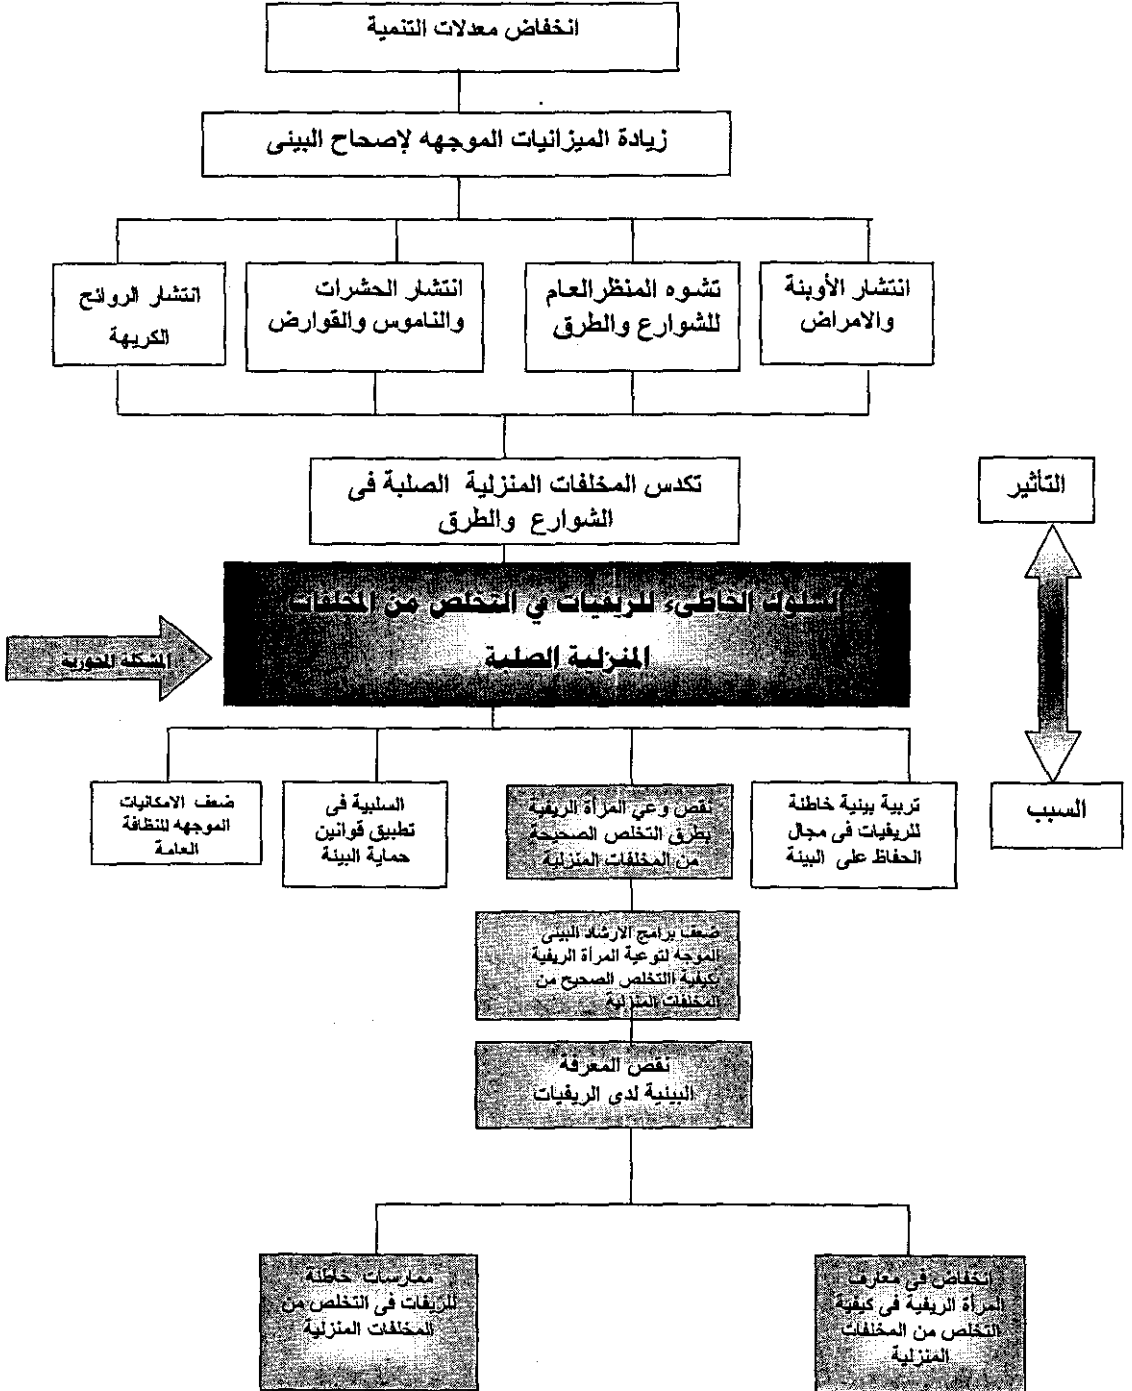 انخفاض معدلات التنمية
زيادة الميزانيات الموجهه لإصحاح البيئى
انتشار الأوبئة
والامراض
تشوه المنظرالعام
للشوارع والطرق
انتشار الحشرات
والناموس والقوارض
انتشار الروائح
الكريهة
تكدس المخلفات المنزلية الصلبة فى
الشوارع والطرق
التأثير
السلوك الخاطىء للريفيات في التخلص من المخلفات
المنزلية الصلبة
المشكلة المحورية
السبب
تربية بيئية خاطئة
للريفيات فى مجال
الحفاظ على البيئة
نقص وعي المرأة الريفية
بطرق التخلص الصحيحة
من المخلفات المنزلية
السلبية فى
تطبيق قوانين
حماية البيئة
ضعف الامكانيات
الموجهه للنظافة
العامة
ضعف برامج الارشاد البيئى
الموجه لتوعية المرأة الريفية
بكيفية االتخلص الصحيح من
المخلفات المنزلية
نقص المعرفة
البيئية لدى الريفيات
إنخفاض فى معارف
المرأة الريفية فى كيفية
التخلص من المخلفات
المنزلية
ممارسات خاطئة
للريفات فى التخلص من
المخلفات المنزلية